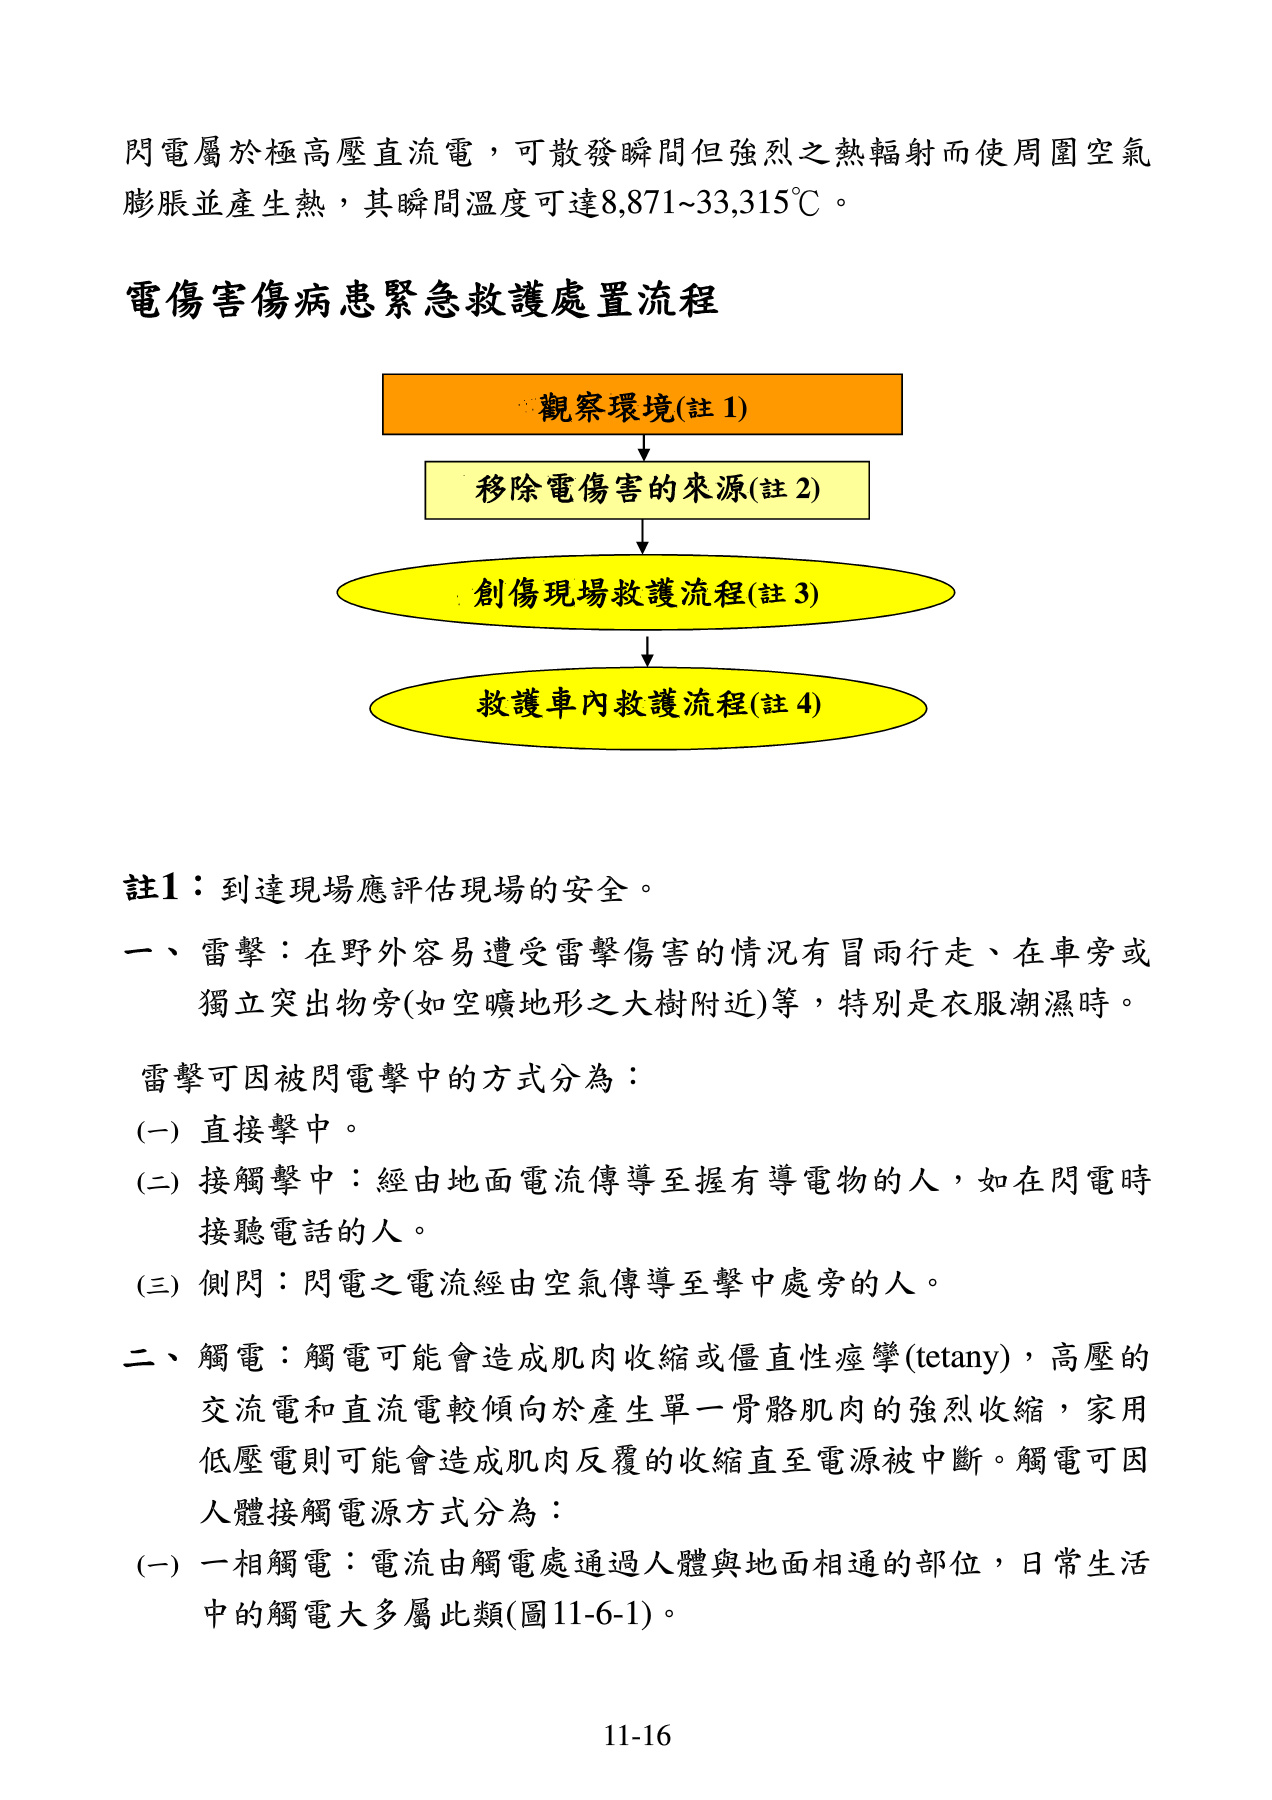 閃電屬於極高壓直流電，可散發瞬間但強烈之熱輻射而使周圍空氣
膨脹並產生熱，其瞬間溫度可達8,871~33,315℃。
電傷害傷病患緊急救護處置流程
觀察環境(註 1)
移除電傷害的來源(註 2)
創傷現場救護流程(註 3)
救護車內救護流程(註 4)
註1：到達現場應評估現場的安全。
一、 雷擊：在野外容易遭受雷擊傷害的情況有冒雨行走、在車旁或
獨立突出物旁(如空曠地形之大樹附近)等，特別是衣服潮濕時。
雷擊可因被閃電擊中的方式分為：
(一) 直接擊中。
(二) 接觸擊中：經由地面電流傳導至握有導電物的人，如在閃電時
接聽電話的人。
(三) 側閃：閃電之電流經由空氣傳導至擊中處旁的人。
二、 觸電：觸電可能會造成肌肉收縮或僵直性痙攣(tetany)，高壓的
交流電和直流電較傾向於產生單一骨骼肌肉的強烈收縮，家用
低壓電則可能會造成肌肉反覆的收縮直至電源被中斷。觸電可因
人體接觸電源方式分為：
(一) 一相觸電：電流由觸電處通過人體與地面相通的部位，日常生活
中的觸電大多屬此類(圖11-6-1)。
11-16